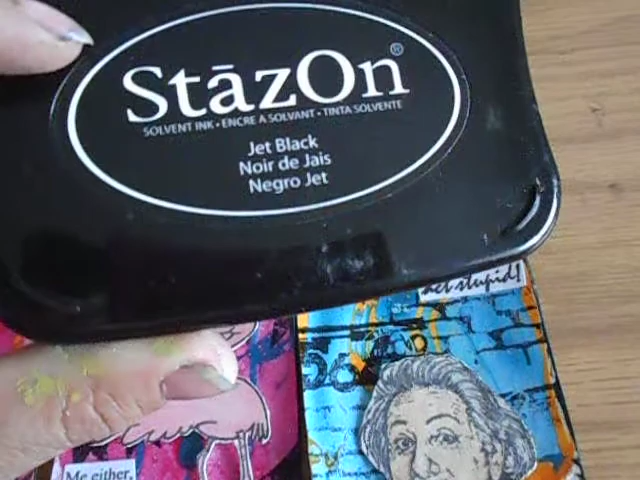 StāzOn®
SOLVENT INK • ENCRE A SOLVANT • TINTA SOLVENTE
Jet Black
Noir de Jais
Negro Jet
act stupid!
Me either,